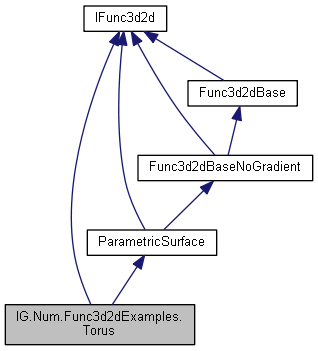 IFunc3d2d
Func3d2dBase
Func3d2dBaseNoGradient
ParametricSurface
IG.Num.Func3d2dExamples.
Torus